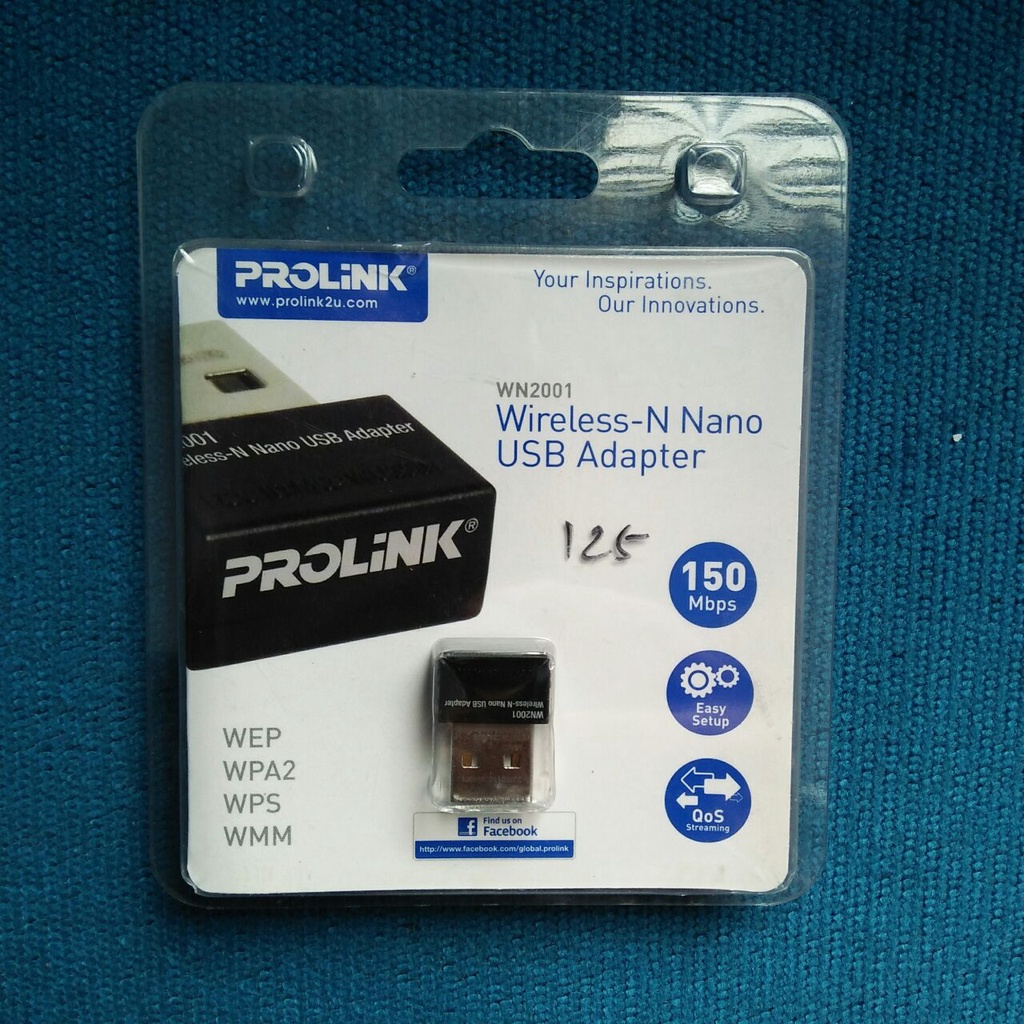 PROLiNK®
www.prolink2u.com
Your Inspirations.
Our Innovations.
WN2001
Wireless-N Nano
USB Adapter
001
eless-N Nano USB Adapter
PROLiNK®
125
150
Mbps
Easy
Setup
QoS
Streaming
WN2001
Wireless-N Nano USB Adapter
WEP
WPA2
WPS
WMM
Find us on
Facebook
http://www.facebook.com/global.prolink